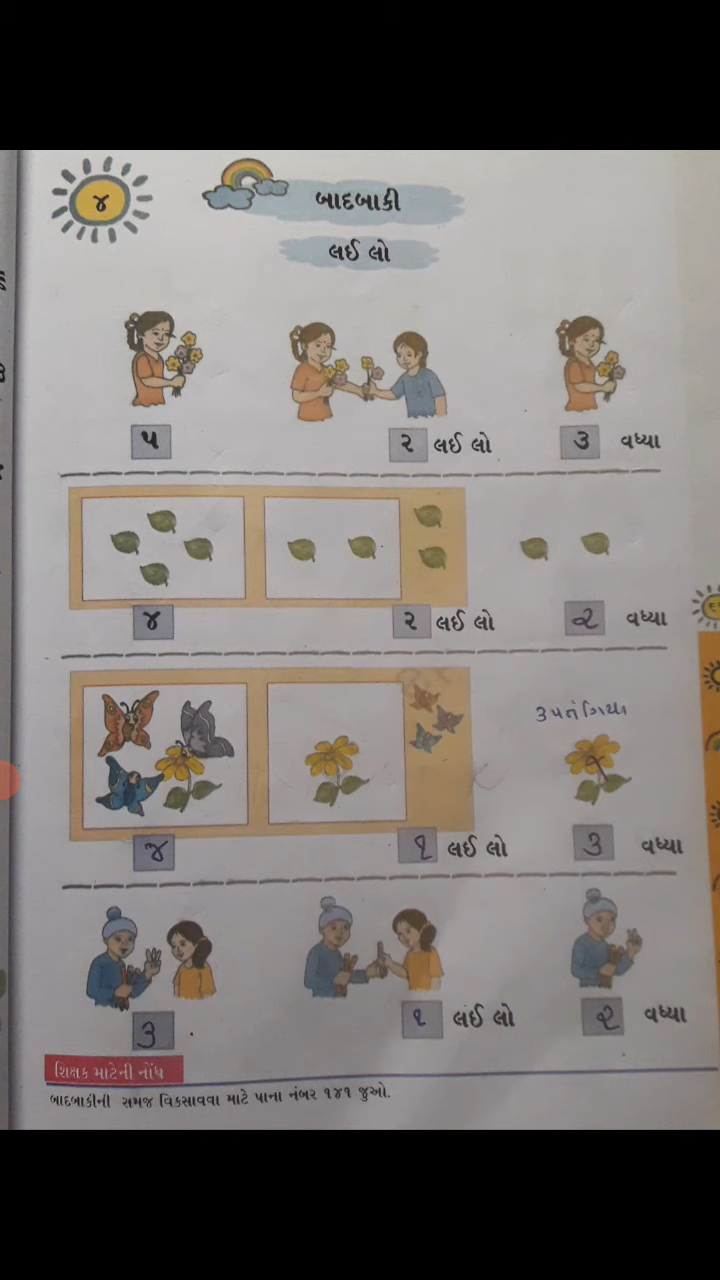 ૪
બાદબાકી
લઈ લો
૫ ૨ લઈ લો ૩ વધ્યા
૪ ૨ લઈ લો ૨ વધ્યા
૩ પતંગિયા
૪ ૧ લઈ લો ૩ વધ્યા
૩ ૧ લઈ લો ૨ વધ્યા
શિક્ષક માટેની નોંધ
બાદબાકીની સમજ વિકસાવવા માટે પાના નંબર ૧૪૧ જુઓ.